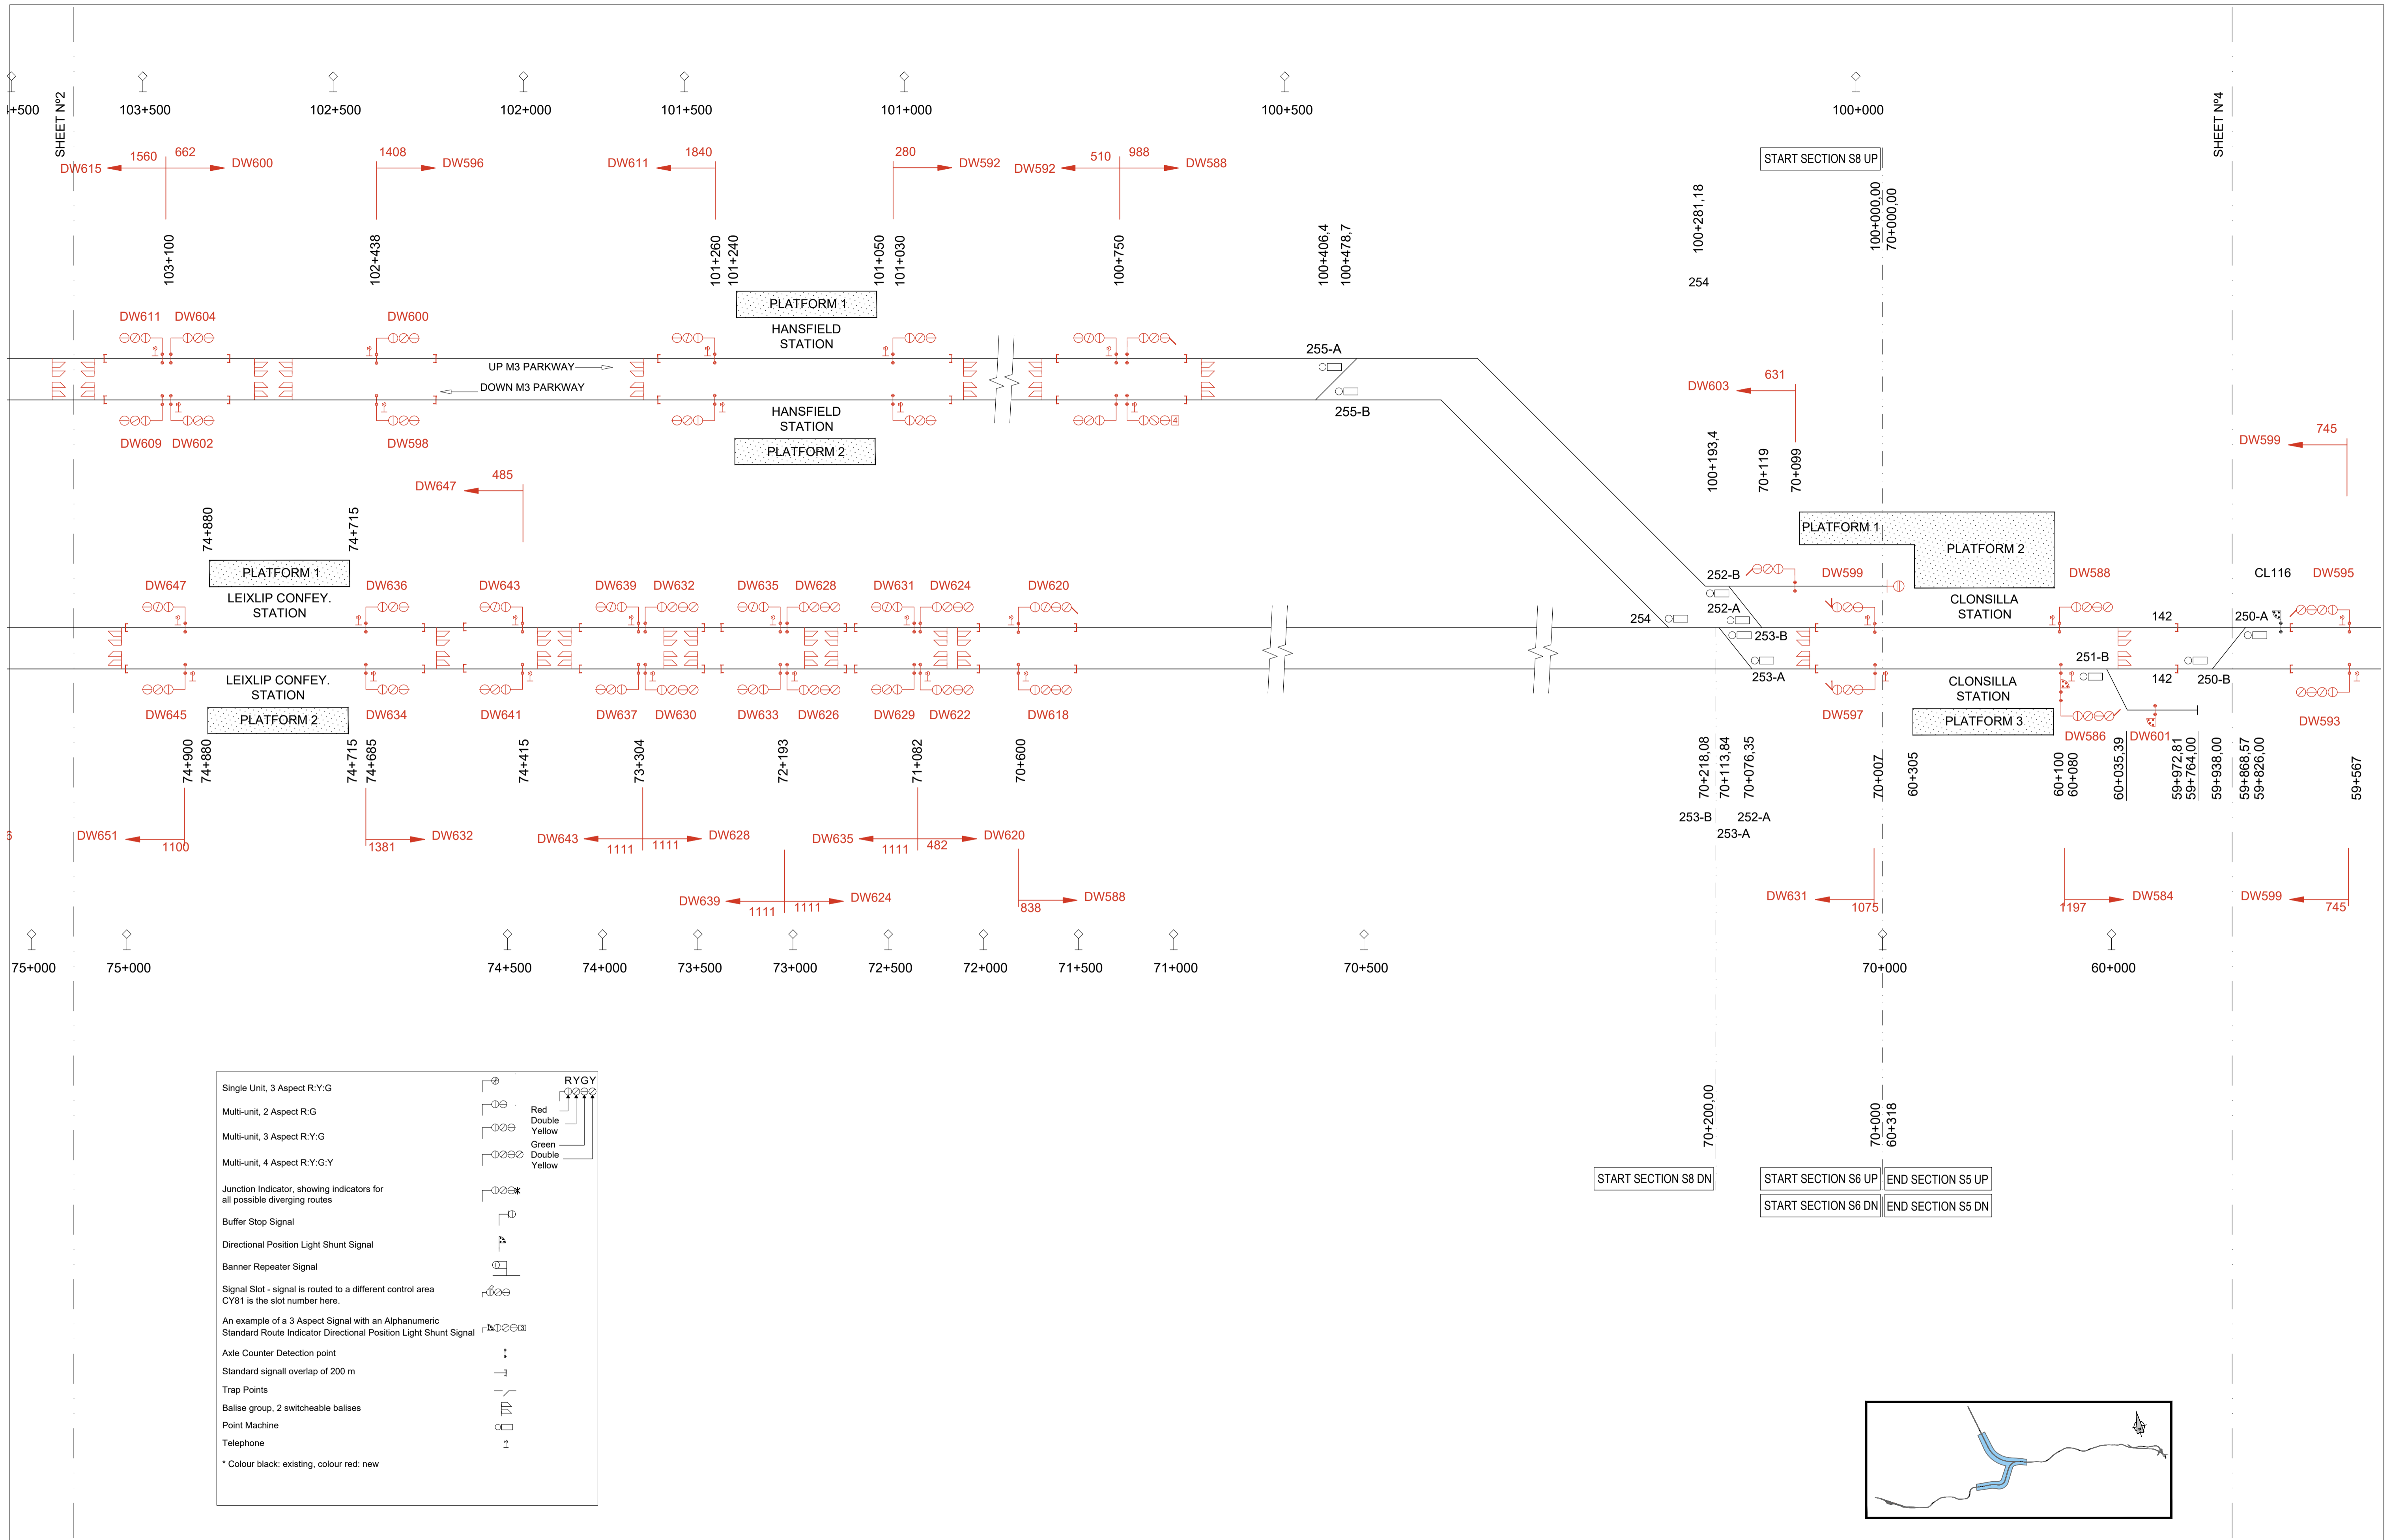 SHEET Nº2
SHEET Nº4
+500
103+500
102+500
102+000
101+500
101+000
100+500
100+000
DW615
1560
662
DW600
1408
DW596
DW611
1840
280
DW592
DW592
510
988
DW588
START SECTION S8 UP
103+100
102+438
101+260
101+240
101+050
101+030
100+750
100+406,4
100+478,7
100+281,18
254
100+000,00
70+000,00
PLATFORM 1
HANSFIELD
STATION
DW611
DW604
DW600
UP M3 PARKWAY
DOWN M3 PARKWAY
255-A
255-B
4
DW609
DW602
DW598
HANSFIELD
STATION
PLATFORM 2
DW603
631
DW599
745
100+193,4
70+119
70+099
DW647
485
74+880
74+715
PLATFORM 1
LEIXLIP CONFEY.
STATION
DW647
DW636
DW643
DW639
DW632
DW635
DW628
DW631
DW624
DW620
PLATFORM 1
PLATFORM 2
CLONSILLA
STATION
252-B
DW599
DW588
CL116
DW595
252-A
254
253-B
142
250-A
253-A
251-B
142
250-B
LEIXLIP CONFEY.
STATION
PLATFORM 2
DW645
DW634
DW641
DW637
DW630
DW633
DW626
DW629
DW622
DW618
CLONSILLA
STATION
PLATFORM 3
DW597
DW586
DW601
DW593
74+900
74+880
74+715
74+685
74+415
73+304
72+193
71+082
70+600
70+218,08
70+113,84
70+076,35
70+007
60+305
60+100
60+080
60+035,39
59+972,81
59+764,00
59+938,00
59+868,57
59+826,00
59+567
253-B
252-A
253-A
DW651
1100
1381
DW632
DW643
1111
1111
DW628
DW635
1111
482
DW620
DW639
1111
1111
DW624
838
DW588
DW631
1075
1197
DW584
DW599
745
75+000
75+000
74+500
74+000
73+500
73+000
72+500
72+000
71+500
71+000
70+500
70+000
60+000
70+200,00
70+000
60+318
START SECTION S8 DN
START SECTION S6 UP
END SECTION S5 UP
START SECTION S6 DN
END SECTION S5 DN
Single Unit, 3 Aspect R:Y:G
RYGY
Multi-unit, 2 Aspect R:G
Red
Double
Yellow
Multi-unit, 3 Aspect R:Y:G
Green
Multi-unit, 4 Aspect R:Y:G:Y
Double
Yellow
Junction Indicator, showing indicators for
all possible diverging routes
Buffer Stop Signal
Directional Position Light Shunt Signal
Banner Repeater Signal
Signal Slot - signal is routed to a different control area
CY81 is the slot number here.
An example of a 3 Aspect Signal with an Alphanumeric
Standard Route Indicator Directional Position Light Shunt Signal
3
Axle Counter Detection point
Standard signall overlap of 200 m
Trap Points
Balise group, 2 switcheable balises
Point Machine
Telephone
* Colour black: existing, colour red: new